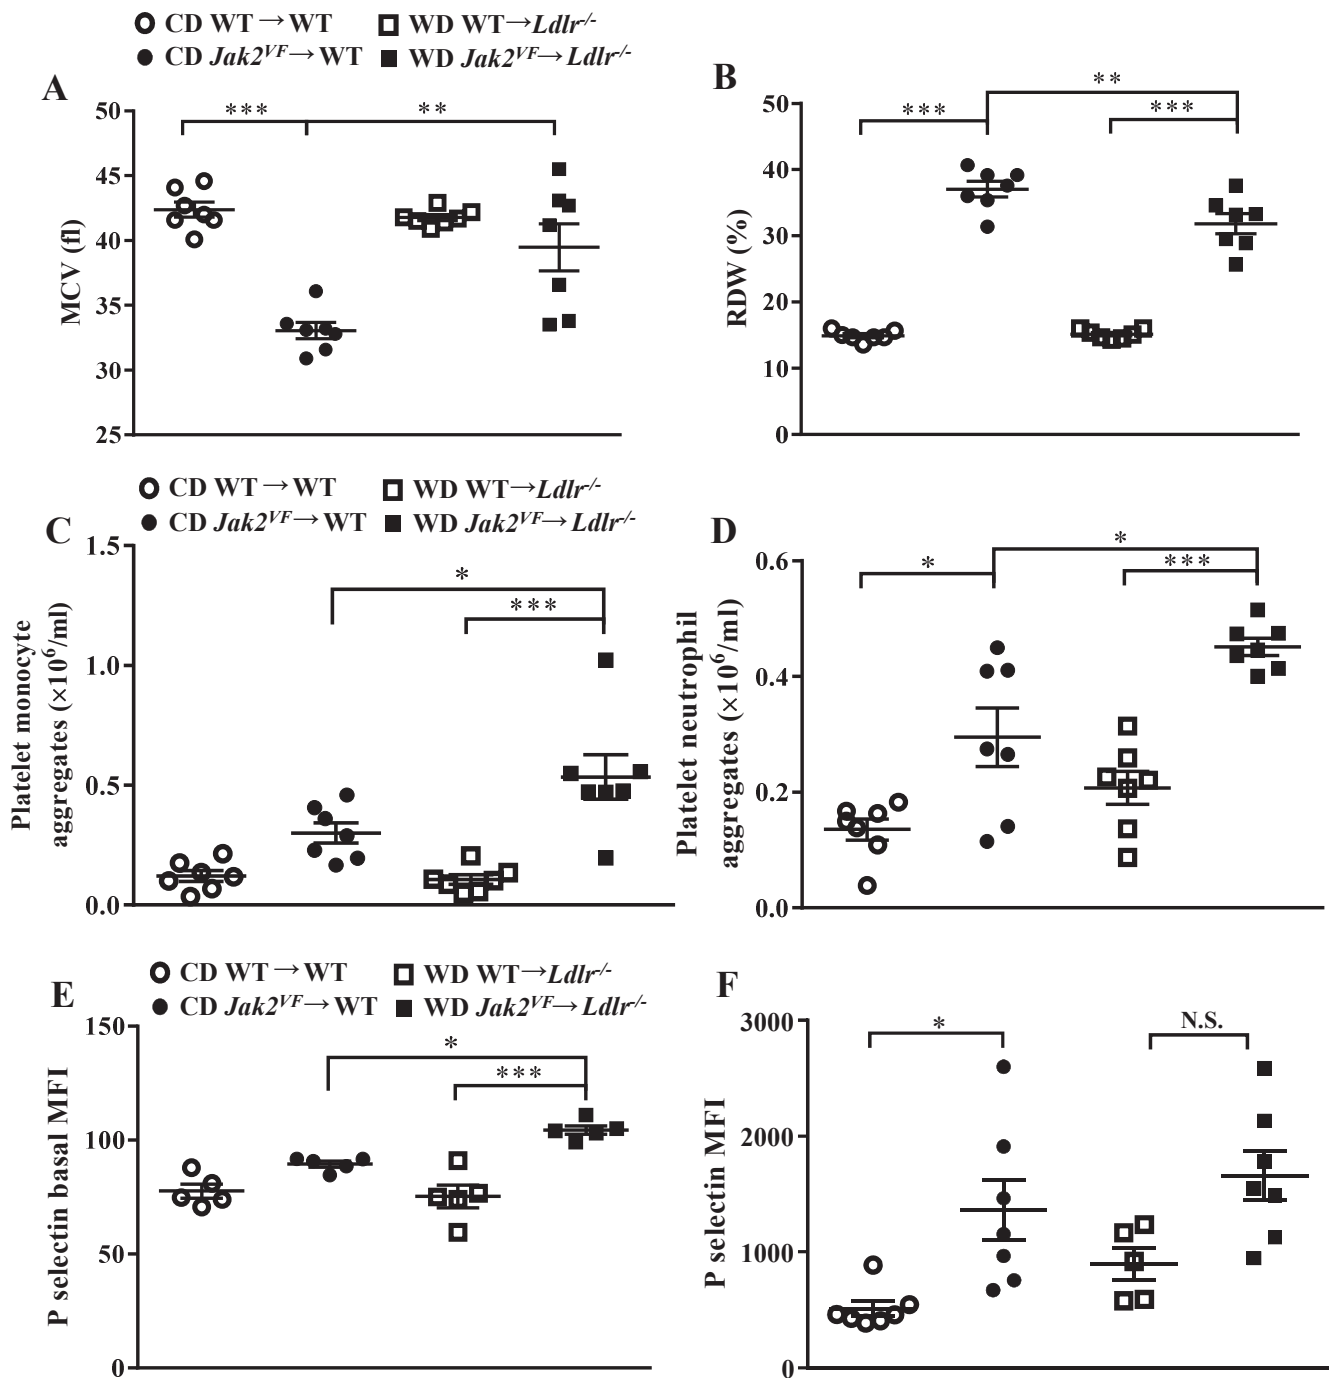 CD WT→WT WD WT→Ldlr-/-
CD Jak2VF→WT WD Jak2VF→Ldlr-/-
A
MCV (fl)
50
45
40
35
30
25
*** **
B
RDW (%)
50
40
30
20
10
0
**
*** ***
CD WT→WT WD WT→Ldlr-/-
CD Jak2VF→WT WD Jak2VF→Ldlr-/-
C
Platelet monocyte
aggregates (×10⁶/ml)
1.5
1.0
0.5
0.0
*
***
D
Platelet neutrophil
aggregates (×10⁶/ml)
0.6
0.4
0.2
0.0
*
* ***
CD WT→WT WD WT→Ldlr-/-
CD Jak2VF→WT WD Jak2VF→Ldlr-/-
E
P selectin basal MFI
150
100
50
0
*
***
F
P selectin MFI
3000
2000
1000
0
* N.S.